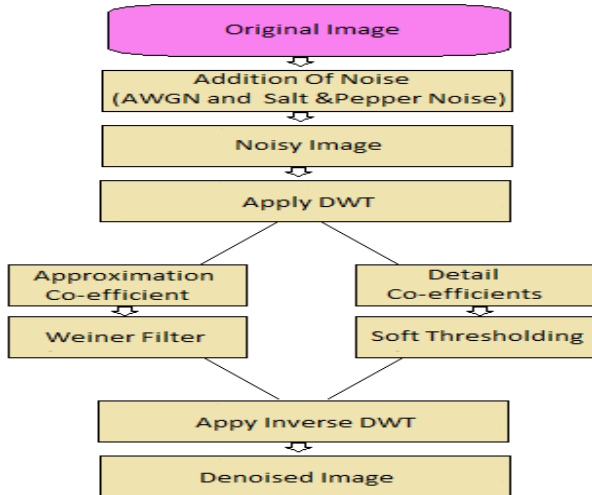 Original Image
Addition Of Noise
(AWGN and Salt &Pepper Noise)
Noisy Image
Apply DWT
Approximation
Co-efficient
Detail
Co-efficients
Weiner Filter
Soft Thresholding
Appy Inverse DWT
Denoised Image